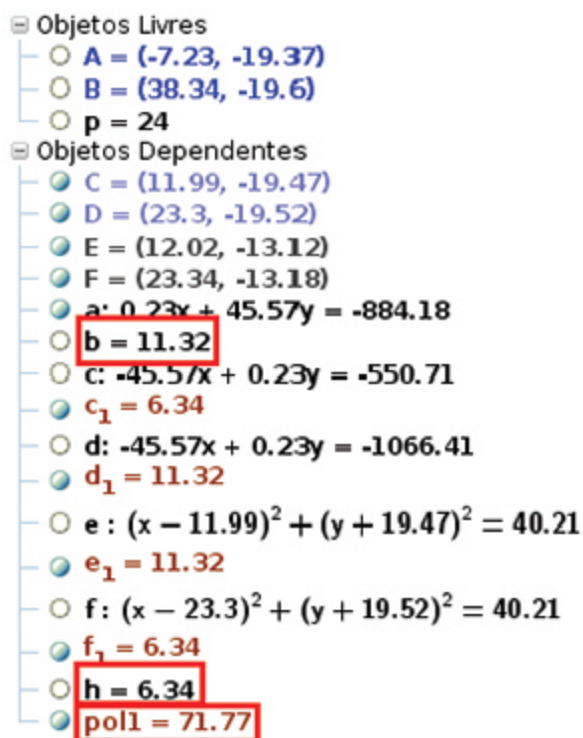 Objetos Livres
A = (-7.23, -19.37)
B = (38.34, -19.6)
p = 24
Objetos Dependentes
C = (11.99, -19.47)
D = (23.3, -19.52)
E = (12.02, -13.12)
F = (23.34, -13.18)
a: 0.23x + 45.57y = -884.18
b = 11.32
c: -45.57x + 0.23y = -550.71
c₁ = 6.34
d: -45.57x + 0.23y = -1066.41
d₁ = 11.32
e : (x − 11.99)² + (y + 19.47)² = 40.21
e₁ = 11.32
f: (x − 23.3)² + (y + 19.52)² = 40.21
f₁ = 6.34
h = 6.34
pol1 = 71.77